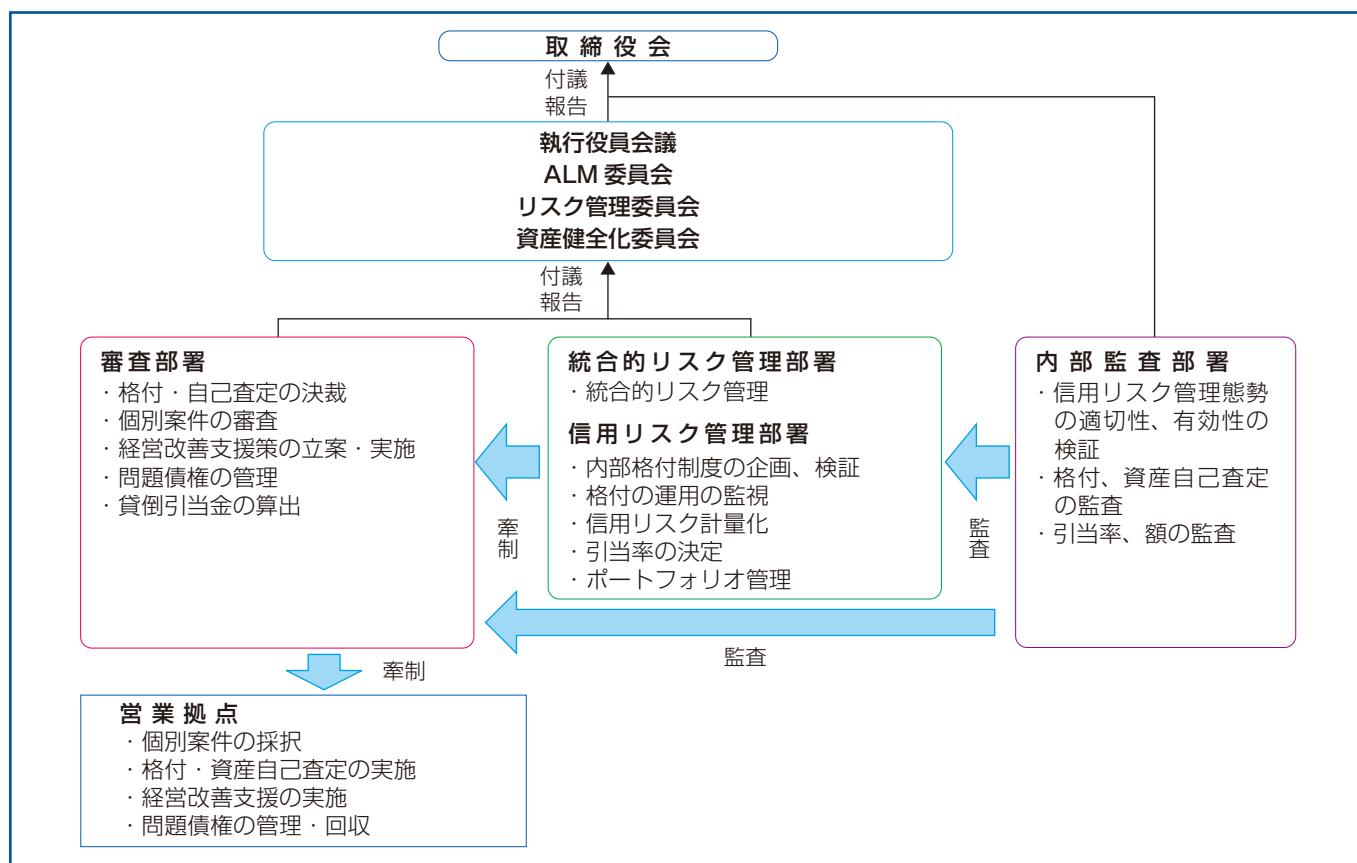 取締役会
付議
報告
執行役員会議
ALM 委員会
リスク管理委員会
資産健全化委員会
付議
報告
審査部署
・格付・自己査定の決裁
・個別案件の審査
・経営改善支援策の立案・実施
・問題債権の管理
・貸倒引当金の算出
牽制
統合的リスク管理部署
・統合的リスク管理
信用リスク管理部署
・内部格付制度の企画、検証
・格付の運用の監視
・信用リスク計量化
・引当率の決定
・ポートフォリオ管理
監査
内部監査部署
・信用リスク管理態勢
の適切性、有効性の
検証
・格付、資産自己査定
の監査
・引当率、額の監査
監査
牽制
営業拠点
・個別案件の採択
・格付・資産自己査定の実施
・経営改善支援の実施
・問題債権の管理・回収